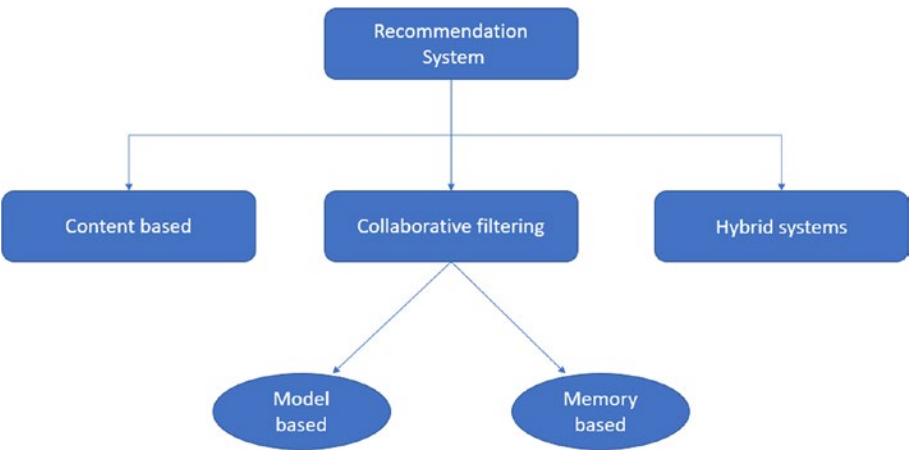 Recommendation
System
Content based
Collaborative filtering
Hybrid systems
Model
based
Memory
based